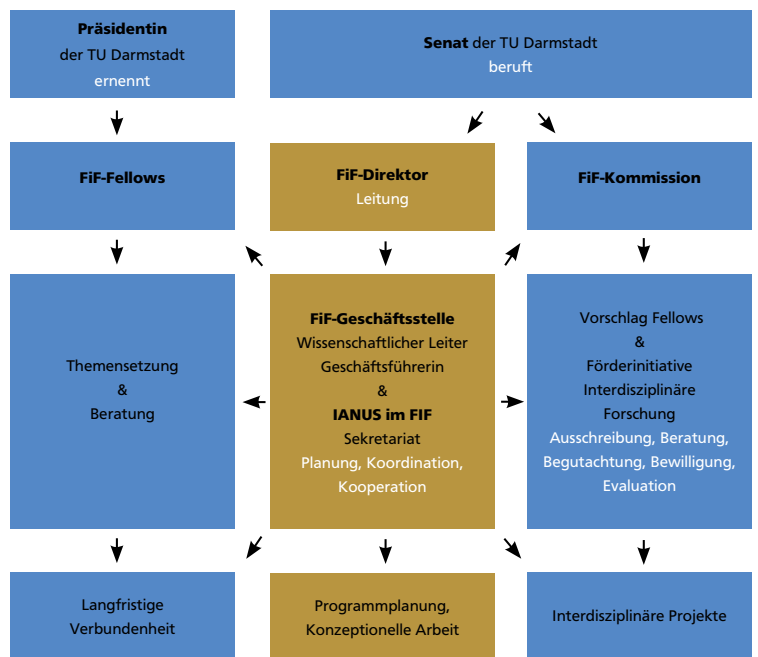 Präsidentin
der TU Darmstadt
ernennt
Senat der TU Darmstadt
beruft
FiF-Fellows
FiF-Direktor
Leitung
FiF-Kommission
Themensetzung
&
Beratung
FiF-Geschäftsstelle
Wissenschaftlicher Leiter
Geschäftsführerin
&
IANUS im FIF
Sekretariat
Planung, Koordination,
Kooperation
Vorschlag Fellows
&
Förderinitiative
Interdisziplinäre
Forschung
Ausschreibung, Beratung,
Begutachtung, Bewilligung,
Evaluation
Langfristige
Verbundenheit
Programmplanung,
Konzeptionelle Arbeit
Interdisziplinäre Projekte